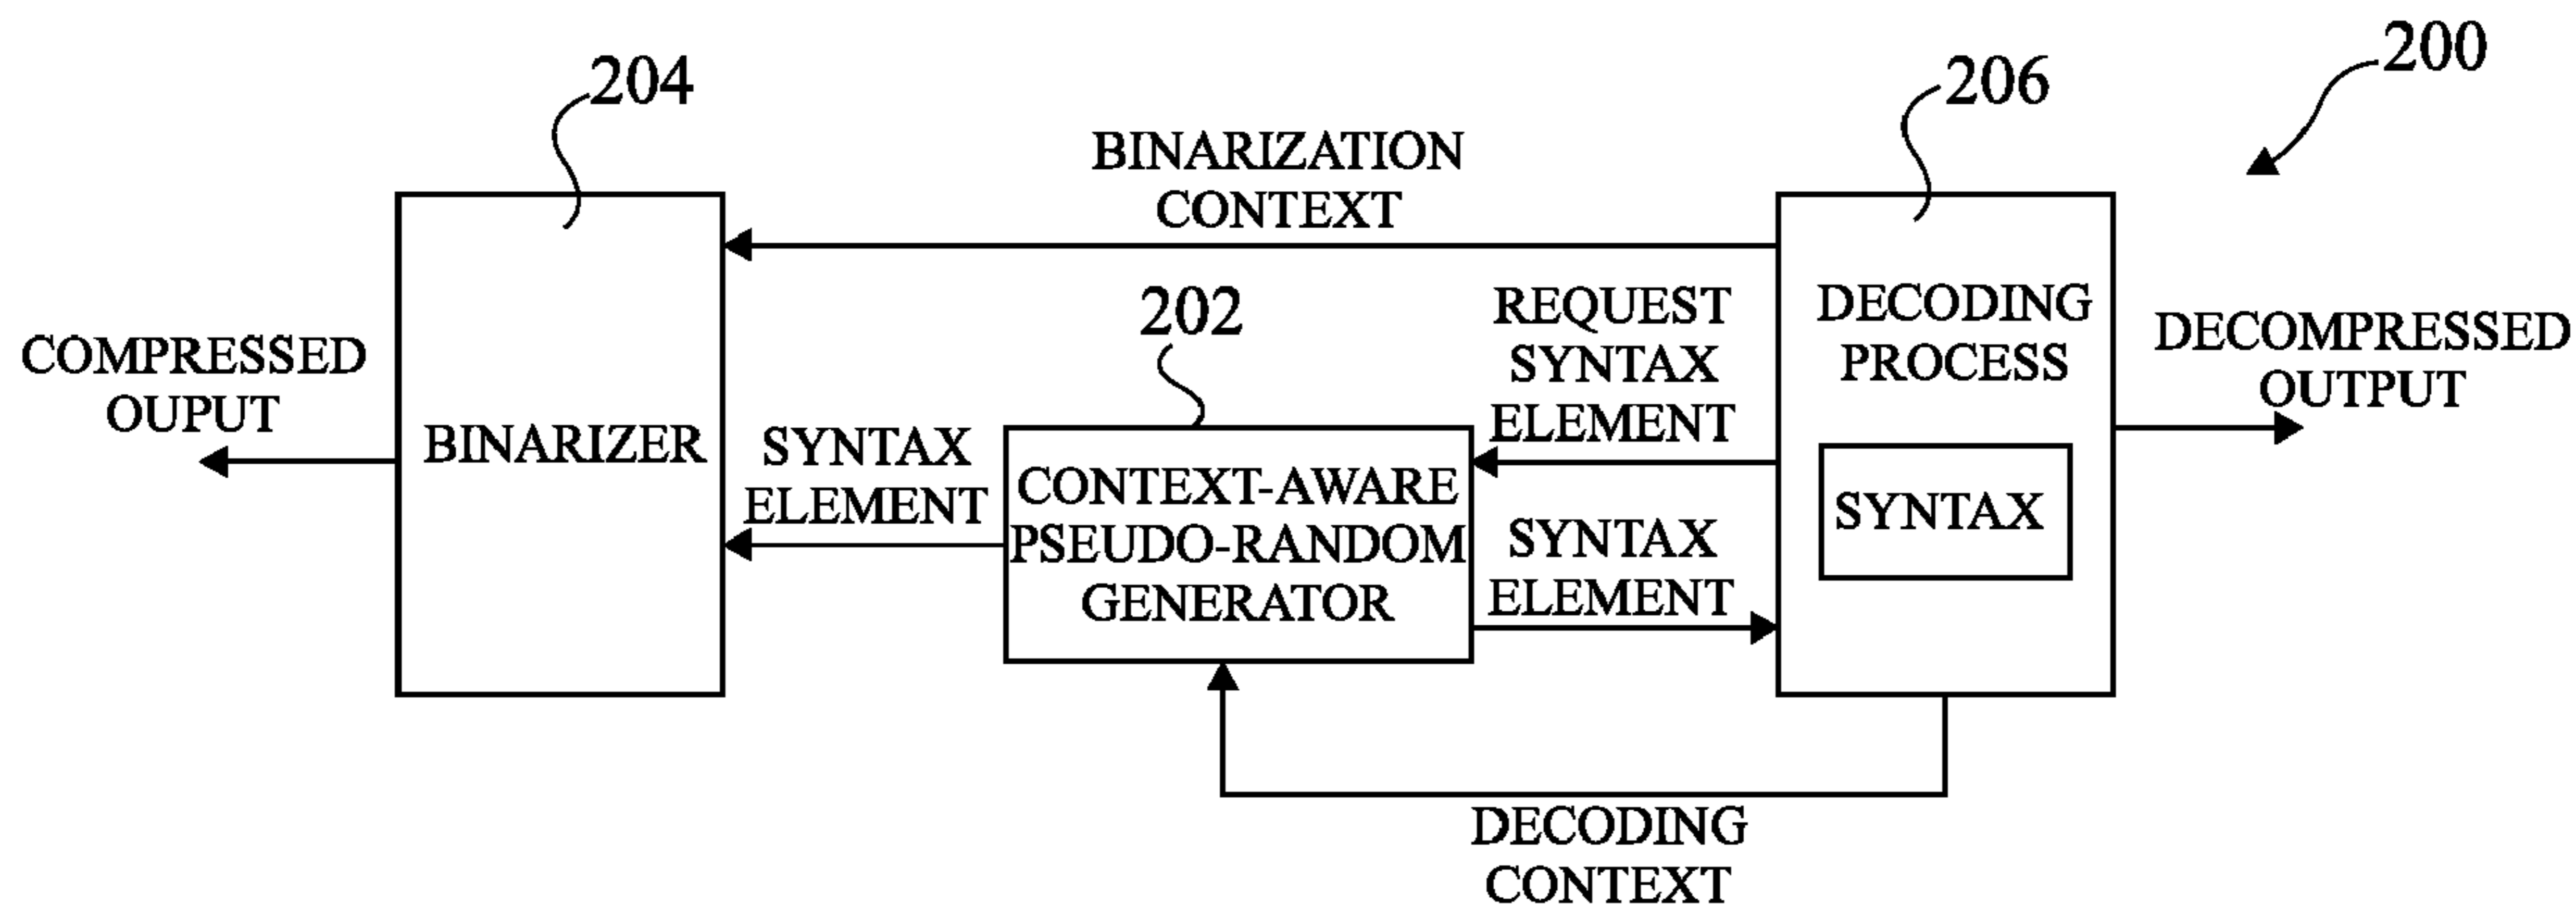 200
204
206
BINARIZATION
CONTEXT
202
REQUEST
SYNTAX
ELEMENT
DECODING
PROCESS
DECOMPRESSED
OUTPUT
COMPRESSED
OUPUT
BINARIZER
SYNTAX
ELEMENT
CONTEXT-AWARE
PSEUDO-RANDOM
GENERATOR
SYNTAX
ELEMENT
SYNTAX
DECODING
CONTEXT